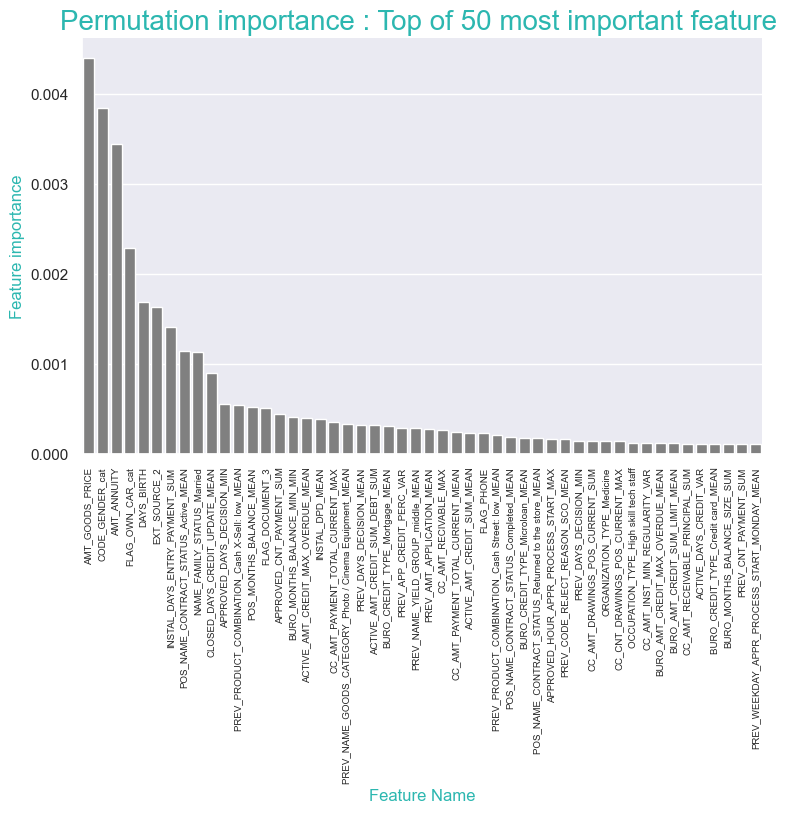 Permutation importance : Top of 50 most important feature
Feature importance
0.004
0.003
0.002
0.001
0.000
AMT_GOODS_PRICE
CODE_GENDER_cat
AMT_ANNUITY
FLAG_OWN_CAR_cat
DAYS_BIRTH
EXT_SOURCE_2
INSTAL_DAYS_ENTRY_PAYMENT_SUM
POS_NAME_CONTRACT_STATUS_Active_MEAN
NAME_FAMILY_STATUS_Married
CLOSED_DAYS_CREDIT_UPDATE_MEAN
APPROVED_DAYS_DECISION_MIN
PREV_PRODUCT_COMBINATION_Cash X-Sell: low_MEAN
POS_MONTHS_BALANCE_MEAN
FLAG_DOCUMENT_3
APPROVED_CNT_PAYMENT_SUM
BURO_MONTHS_BALANCE_MIN_MIN
ACTIVE_AMT_CREDIT_MAX_OVERDUE_MEAN
INSTAL_DPD_MEAN
CC_AMT_PAYMENT_TOTAL_CURRENT_MAX
PREV_NAME_GOODS_CATEGORY_Photo / Cinema Equipment_MEAN
PREV_DAYS_DECISION_MEAN
ACTIVE_AMT_CREDIT_SUM_DEBT_SUM
BURO_CREDIT_TYPE_Mortgage_MEAN
PREV_APP_CREDIT_PERC_VAR
PREV_NAME_YIELD_GROUP_middle_MEAN
PREV_AMT_APPLICATION_MEAN
CC_AMT_RECIVABLE_MAX
CC_AMT_PAYMENT_TOTAL_CURRENT_MEAN
ACTIVE_AMT_CREDIT_SUM_MEAN
FLAG_PHONE
PREV_PRODUCT_COMBINATION_Cash Street: low_MEAN
POS_NAME_CONTRACT_STATUS_Completed_MEAN
BURO_CREDIT_TYPE_Microloan_MEAN
POS_NAME_CONTRACT_STATUS_Returned to the store_MEAN
APPROVED_HOUR_APPR_PROCESS_START_MAX
PREV_CODE_REJECT_REASON_SCO_MEAN
PREV_DAYS_DECISION_MIN
CC_AMT_DRAWINGS_POS_CURRENT_SUM
ORGANIZATION_TYPE_Medicine
CC_CNT_DRAWINGS_POS_CURRENT_MAX
OCCUPATION_TYPE_High skill tech staff
CC_AMT_INST_MIN_REGULARITY_VAR
BURO_AMT_CREDIT_MAX_OVERDUE_MEAN
BURO_AMT_CREDIT_SUM_LIMIT_MEAN
CC_AMT_RECEIVABLE_PRINCIPAL_SUM
ACTIVE_DAYS_CREDIT_VAR
BURO_CREDIT_TYPE_Credit card_MEAN
BURO_MONTHS_BALANCE_SIZE_SUM
PREV_CNT_PAYMENT_SUM
PREV_WEEKDAY_APPR_PROCESS_START_MONDAY_MEAN
Feature Name